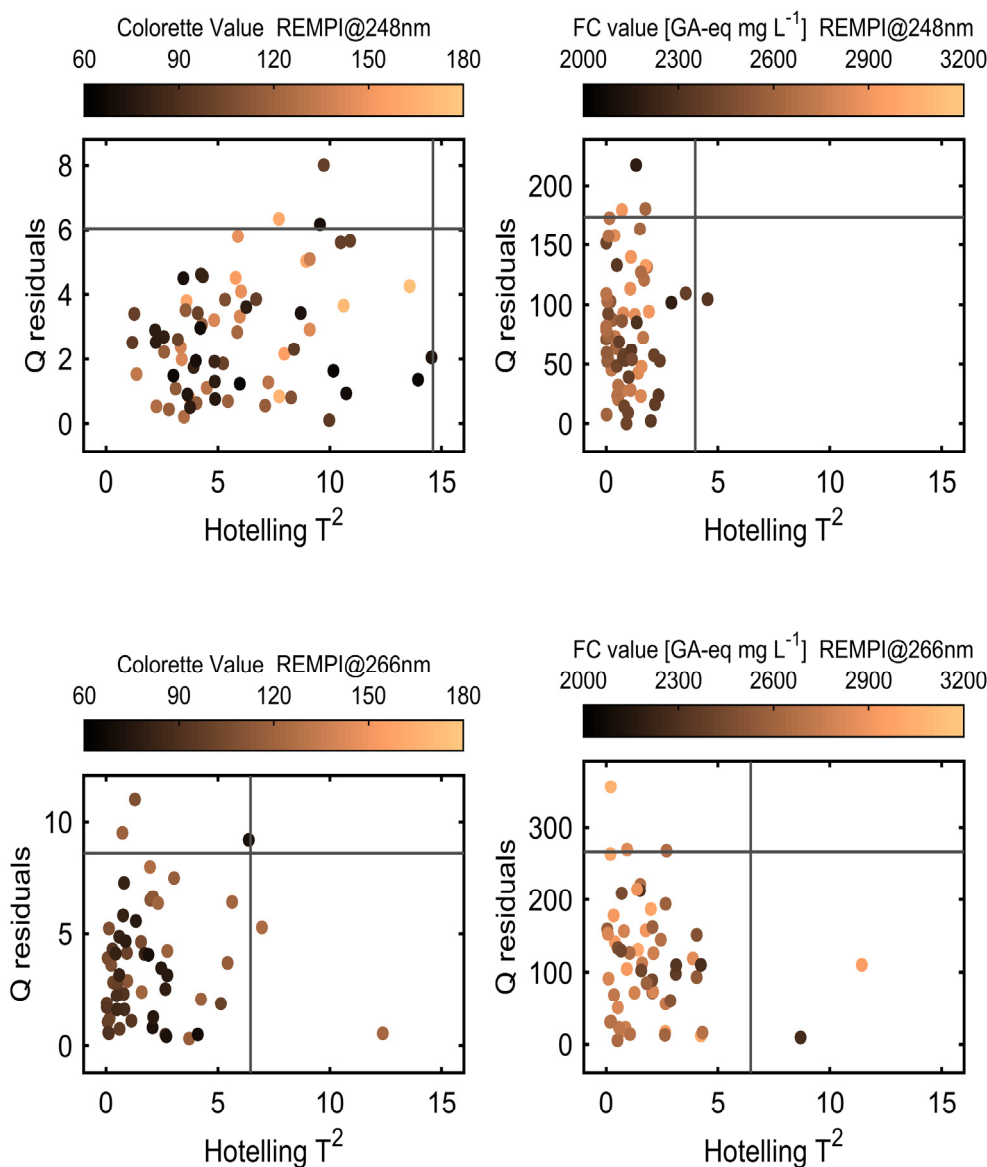 Colorette Value REMPI@248nm
60 90 120 150 180
Q residuals
8
6
4
2
0
0 5 10 15
Hotelling T²
FC value [GA-eq mg L⁻¹] REMPI@248nm
2000 2300 2600 2900 3200
Q residuals
200
150
100
50
0
0 5 10 15
Hotelling T²
Colorette Value REMPI@266nm
60 90 120 150 180
Q residuals
10
5
0
0 5 10 15
Hotelling T²
FC value [GA-eq mg L⁻¹] REMPI@266nm
2000 2300 2600 2900 3200
Q residuals
300
200
100
0
0 5 10 15
Hotelling T²